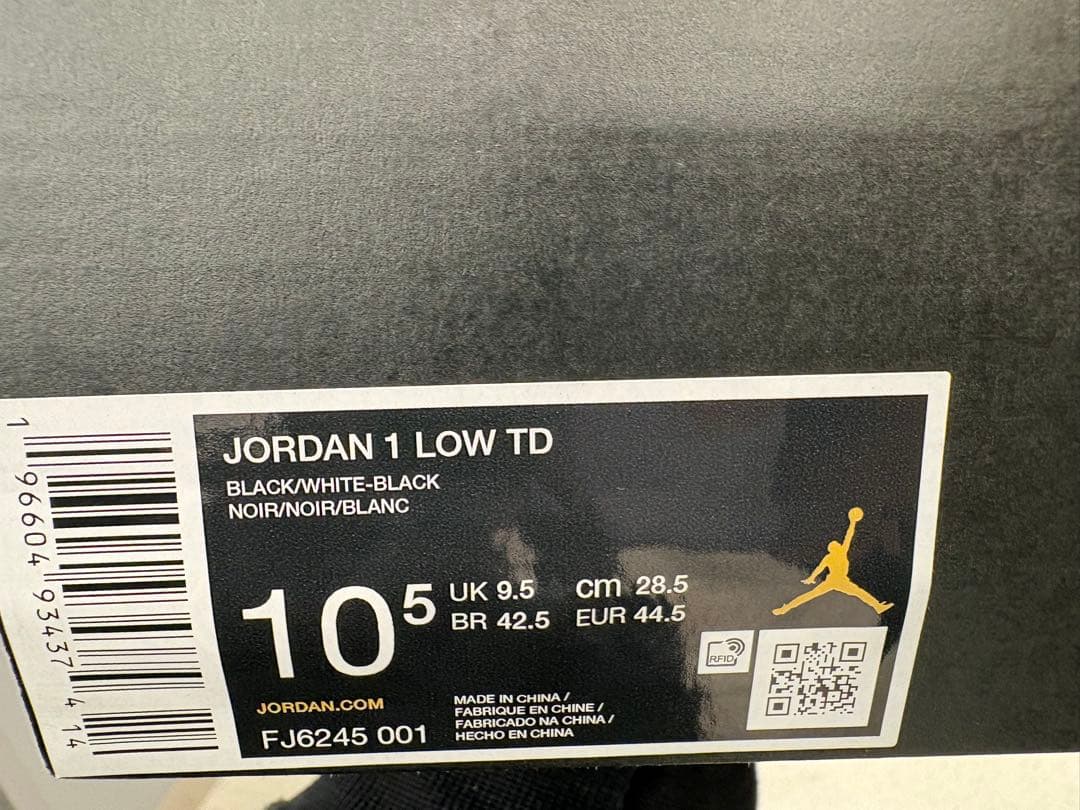 JORDAN 1 LOW TD
BLACK/WHITE-BLACK
NOIR/NOIR/BLANC
10⁵
UK 9.5 cm 28.5
BR 42.5 EUR 44.5
RFID
JORDAN.COM
FJ6245 001
MADE IN CHINA /
FABRIQUE EN CHINE /
FABRICADO NA CHINA /
HECHO EN CHINA
1 96604 93437 4 14